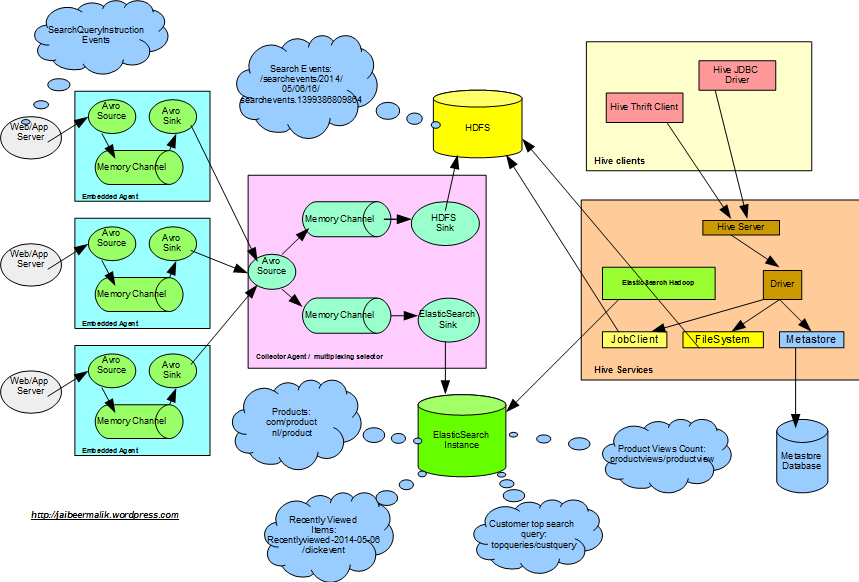 SearchQueryInstruction
Events
Web/App
Server
Avro
Source
Avro
Sink
Memory Channel
Embedded Agent
Web/App
Server
Avro
Source
Avro
Sink
Memory Channel
Embedded Agent
Web/App
Server
Avro
Source
Avro
Sink
Memory Channel
Embedded Agent
Search Events:
/searchevents/2014/
05/06/16/
searchevents.1399386809864
HDFS
Memory Channel
HDFS
Sink
Avro
Source
Memory Channel
ElasticSearch
Sink
Collector Agent / multiplexing selector
Hive JDBC
Driver
Hive Thrift Client
Hive clients
Hive Server
ElasticSearch Hadoop
Driver
JobClient
FileSystem
Metastore
Hive Services
Products:
com/product
nl/product
ElasticSearch
Instance
Product Views Count:
productviews/productview
Metastore
Database
Recently Viewed
Items:
Recentlyviewed-2014-05-06
/clickevent
Customer top search
query:
topqueries/custquery
http://jaibeermalik.wordpress.com